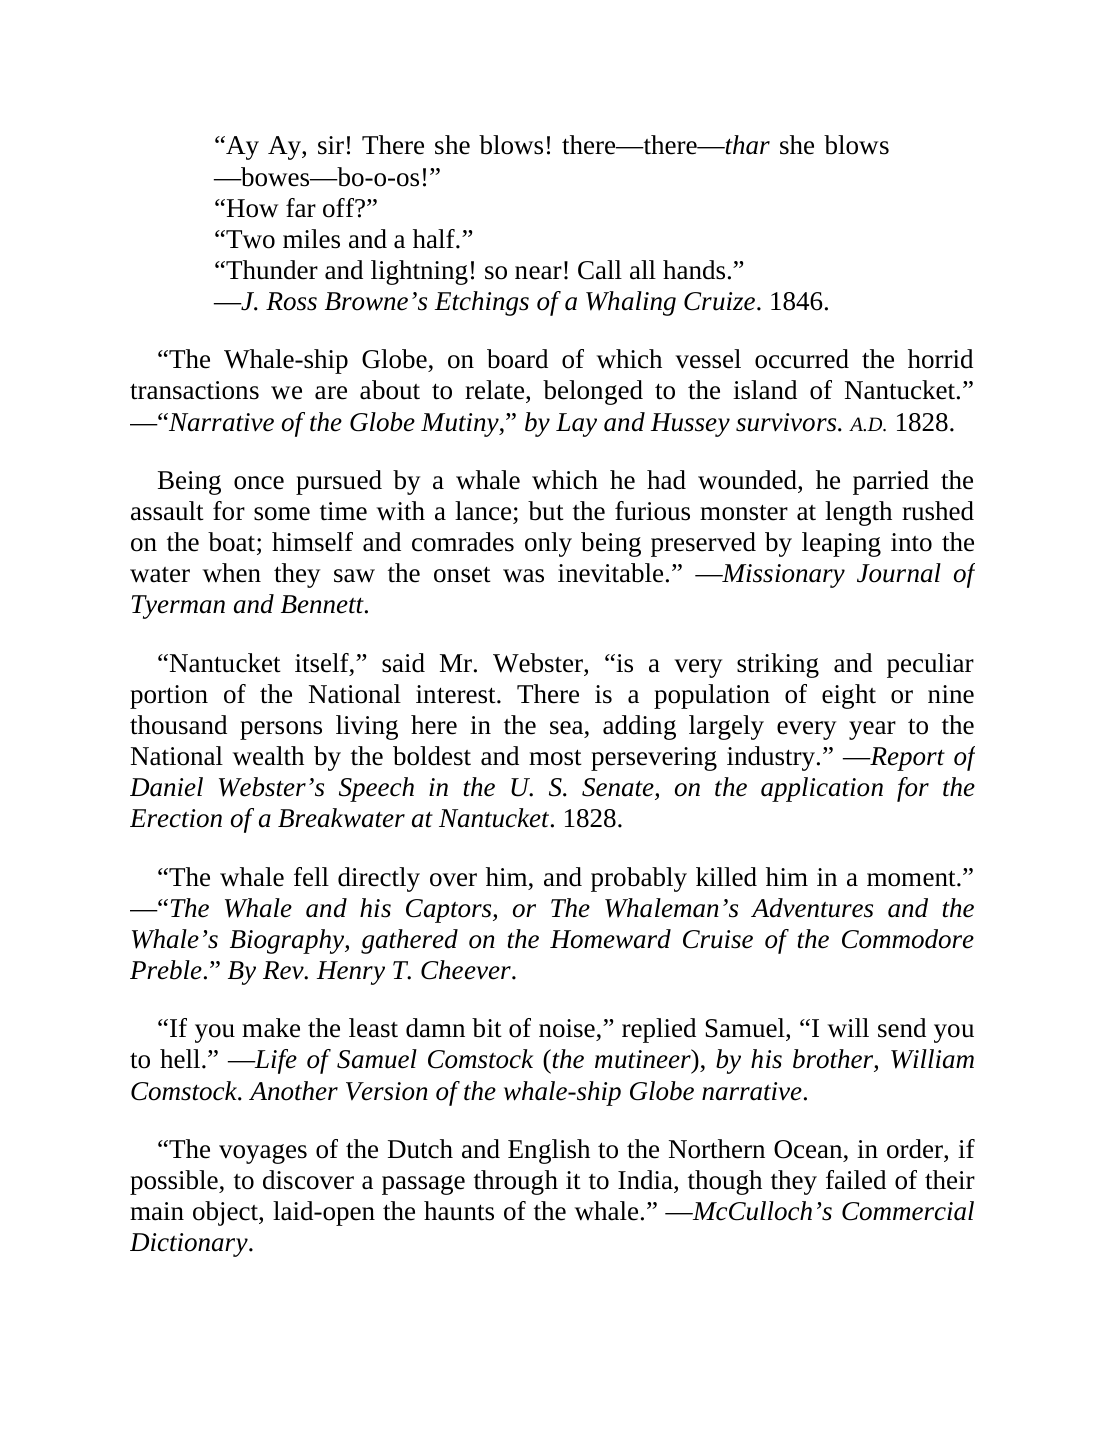 “Ay Ay, sir! There she blows! there—there—thar she blows
—bowes—bo-o-os!”
“How far off?”
“Two miles and a half.”
“Thunder and lightning! so near! Call all hands.”
—J. Ross Browne’s Etchings of a Whaling Cruize. 1846.
“The Whale-ship Globe, on board of which vessel occurred the horrid
transactions we are about to relate, belonged to the island of Nantucket.”
—“Narrative of the Globe Mutiny,” by Lay and Hussey survivors. A.D. 1828.
Being once pursued by a whale which he had wounded, he parried the
assault for some time with a lance; but the furious monster at length rushed
on the boat; himself and comrades only being preserved by leaping into the
water when they saw the onset was inevitable.” —Missionary Journal of
Tyerman and Bennett.
“Nantucket itself,” said Mr. Webster, “is a very striking and peculiar
portion of the National interest. There is a population of eight or nine
thousand persons living here in the sea, adding largely every year to the
National wealth by the boldest and most persevering industry.” —Report of
Daniel Webster’s Speech in the U. S. Senate, on the application for the
Erection of a Breakwater at Nantucket. 1828.
“The whale fell directly over him, and probably killed him in a moment.”
—“The Whale and his Captors, or The Whaleman’s Adventures and the
Whale’s Biography, gathered on the Homeward Cruise of the Commodore
Preble.” By Rev. Henry T. Cheever.
“If you make the least damn bit of noise,” replied Samuel, “I will send you
to hell.” —Life of Samuel Comstock (the mutineer), by his brother, William
Comstock. Another Version of the whale-ship Globe narrative.
“The voyages of the Dutch and English to the Northern Ocean, in order, if
possible, to discover a passage through it to India, though they failed of their
main object, laid-open the haunts of the whale.” —McCulloch’s Commercial
Dictionary.